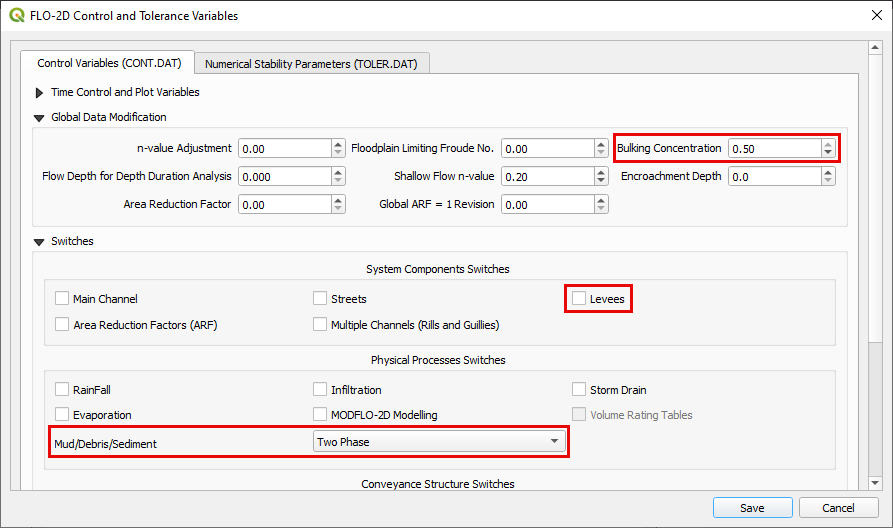 FLO-2D Control and Tolerance Variables
Control Variables (CONT.DAT) Numerical Stability Parameters (TOLER.DAT)
Time Control and Plot Variables
Global Data Modification
n-value Adjustment 0.00 Floodplain Limiting Froude No. 0.00 Bulking Concentration 0.50
Flow Depth for Depth Duration Analysis 0.000 Shallow Flow n-value 0.20 Encroachment Depth 0.0
Area Reduction Factor 0.00 Global ARF = 1 Revision 0.00
Switches
System Components Switches
Main Channel Streets Levees
Area Reduction Factors (ARF) Multiple Channels (Rills and Guillies)
Physical Processes Switches
RainFall Infiltration Storm Drain
Evaporation MODFLO-2D Modelling Volume Rating Tables
Mud/Debris/Sediment Two Phase
Conveyance Structure Switches
Save Cancel